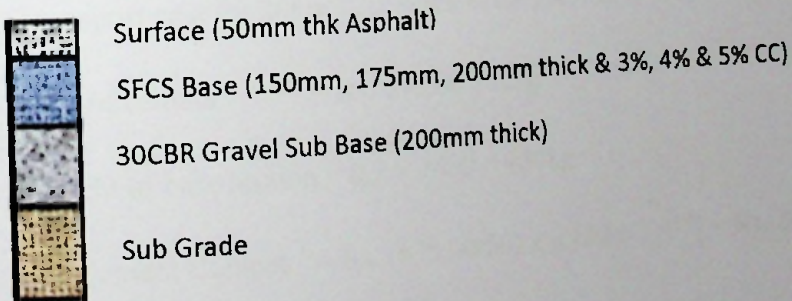 Surface (50mm thk Asphalt)
SFCS Base (150mm, 175mm, 200mm thick & 3%, 4% & 5% CC)
30CBR Gravel Sub Base (200mm thick)
Sub Grade